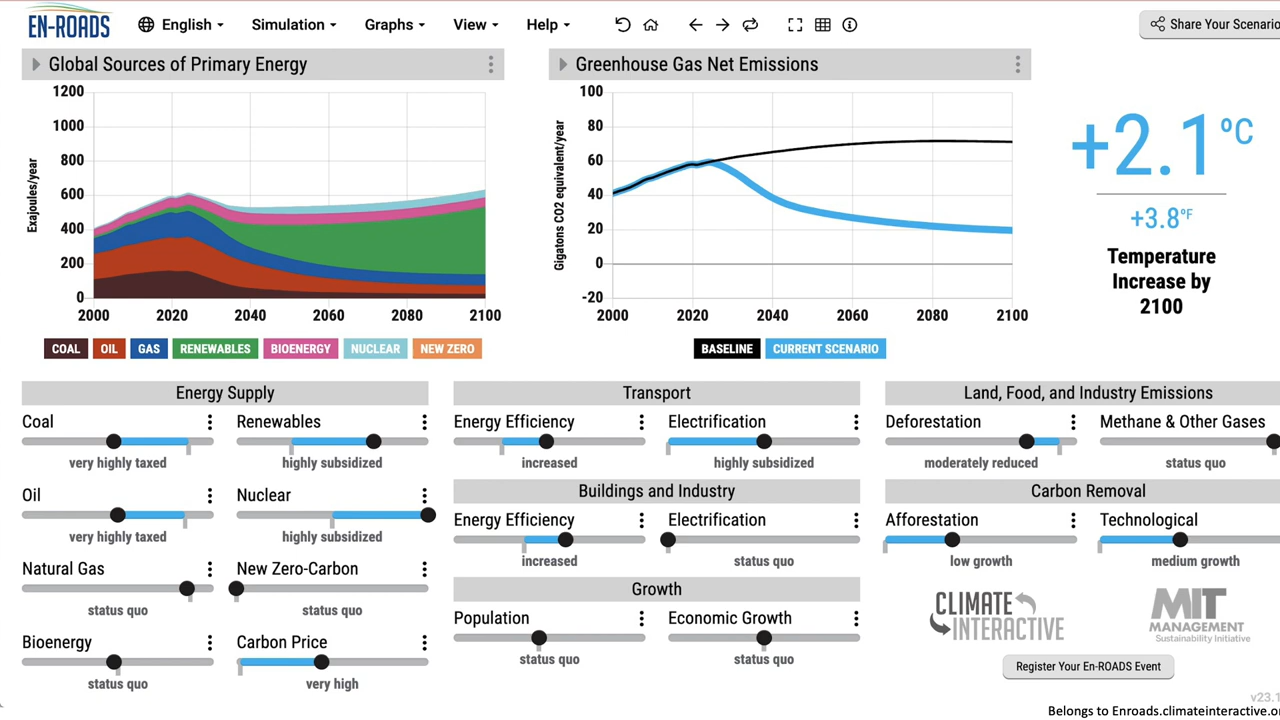 EN-ROADS
English
Simulation
Graphs
View
Help
Share Your Scenario
Global Sources of Primary Energy
Exajoules/year
1200
1000
800
600
400
200
0
2000 2020 2040 2060 2080 2100
COAL OIL GAS RENEWABLES BIOENERGY NUCLEAR NEW ZERO
Greenhouse Gas Net Emissions
Gigatons CO2 equivalent/year
100
80
60
40
20
0
-20
2000 2020 2040 2060 2080 2100
BASELINE CURRENT SCENARIO
+2.1 ºC
+3.8 ºF
Temperature
Increase by
2100
Energy Supply
Coal
very highly taxed
Renewables
highly subsidized
Oil
very highly taxed
Nuclear
highly subsidized
Natural Gas
status quo
New Zero-Carbon
status quo
Bioenergy
status quo
Carbon Price
very high
Transport
Energy Efficiency
increased
Electrification
highly subsidized
Buildings and Industry
Energy Efficiency
increased
Electrification
status quo
Growth
Population
status quo
Economic Growth
status quo
Land, Food, and Industry Emissions
Deforestation
moderately reduced
Methane & Other Gases
status quo
Carbon Removal
Afforestation
low growth
Technological
medium growth
CLIMATE
INTERACTIVE
MIT
MANAGEMENT
Sustainability Initiative
Register Your En-ROADS Event
v23.1
Belongs to Enroads.climateinteractive.or